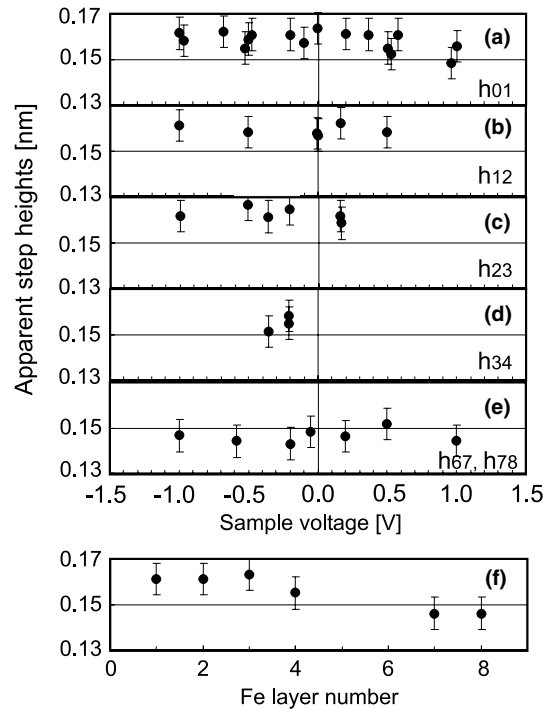 0.17
(a)
0.15
h01
0.13
(b)
0.15
h12
0.13
(c)
0.15
h23
0.13
(d)
0.15
h34
0.13
(e)
0.15
h67, h78
0.13
Apparent step heights [nm]
-1.5 -1.0 -0.5 0.0 0.5 1.0 1.5
Sample voltage [V]
0.17
(f)
0.15
0.13
0 2 4 6 8
Fe layer number